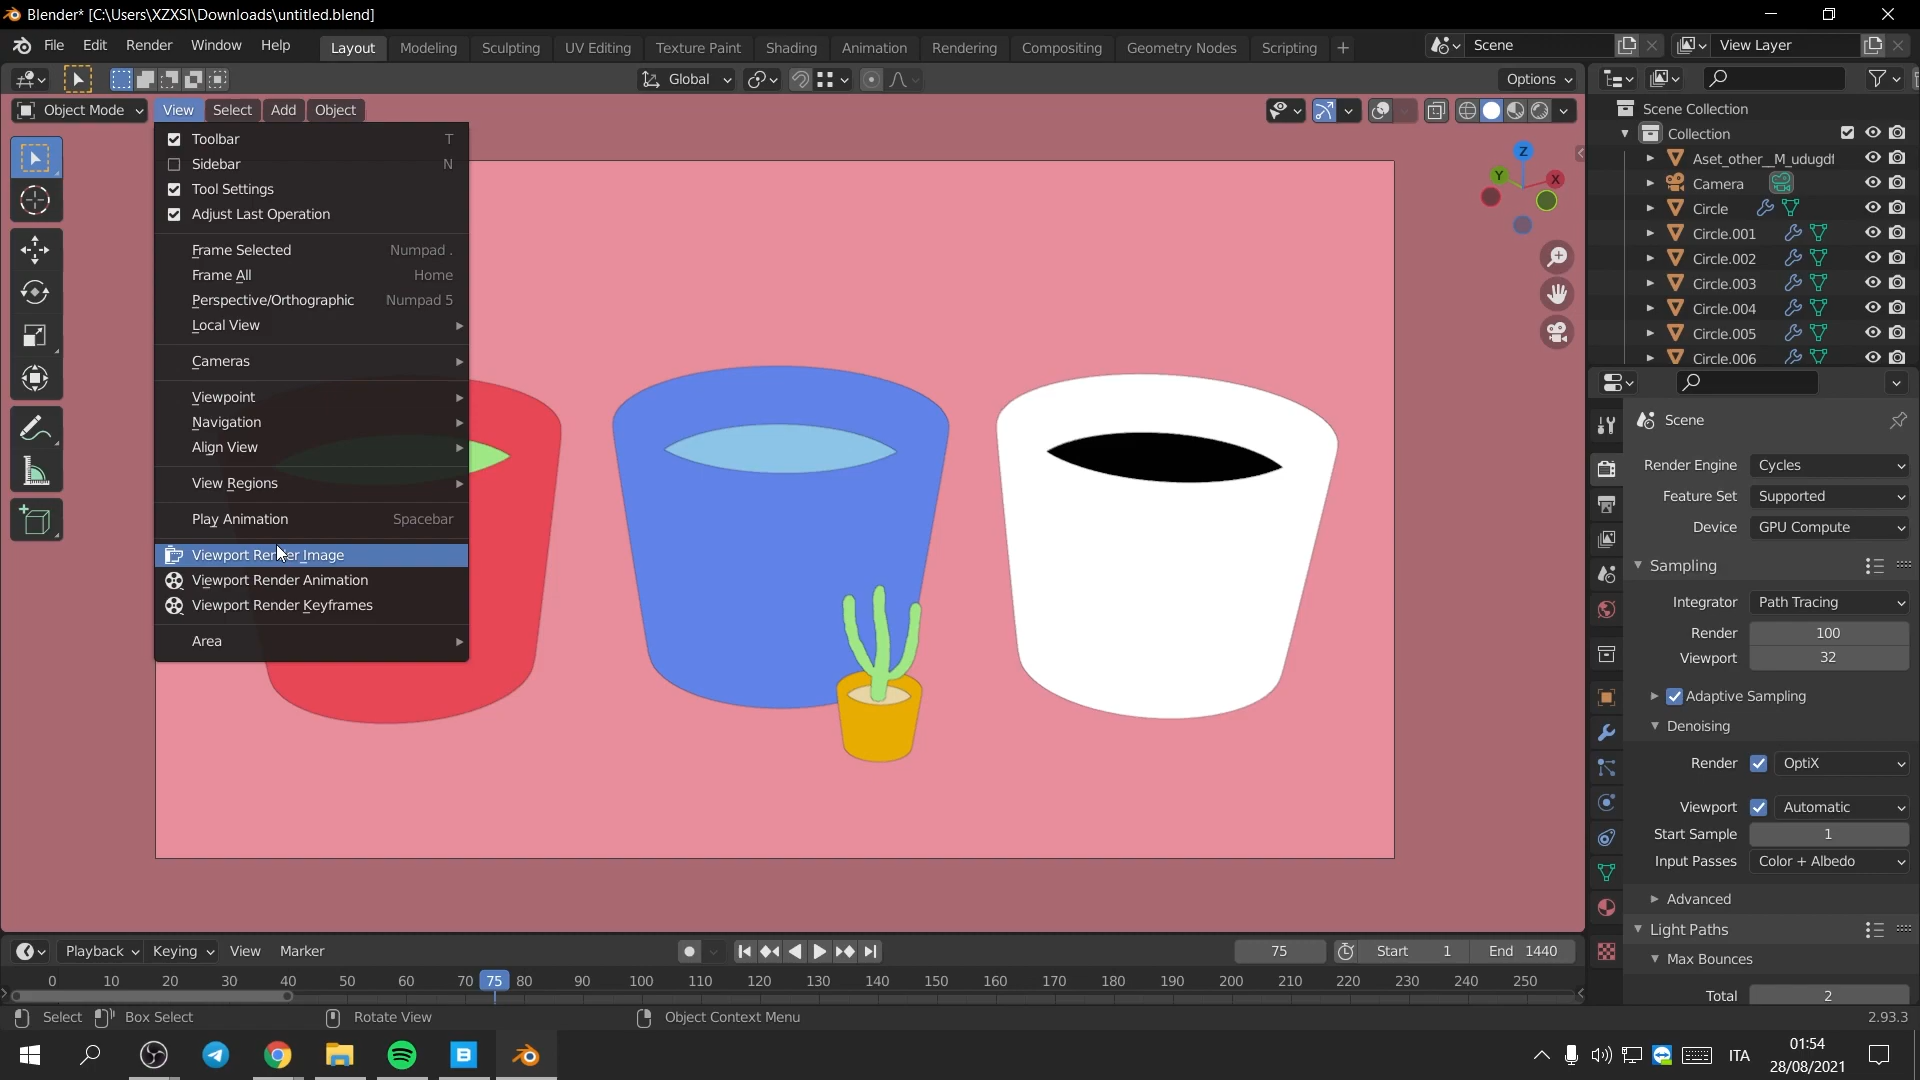 Blender* [C:\Users\XZXSI\Downloads\untitled.blend]
File Edit Render Window Help Layout Modeling Sculpting UV Editing Texture Paint Shading Animation Rendering Compositing Geometry Nodes Scripting + Scene View Layer
Global Options
Object Mode View Select Add Object
Toolbar T
Sidebar N
Tool Settings
Adjust Last Operation
Frame Selected Numpad .
Frame All Home
Perspective/Orthographic Numpad 5
Local View
Cameras
Viewpoint
Navigation
Align View
View Regions
Play Animation Spacebar
Viewport Render Image
Viewport Render Animation
Viewport Render Keyframes
Area
Z
Y
X
Scene Collection
Collection
Aset_other__M_udugdl
Camera
Circle
Circle.001
Circle.002
Circle.003
Circle.004
Circle.005
Circle.006
Scene
Render Engine Cycles
Feature Set Supported
Device GPU Compute
Sampling
Integrator Path Tracing
Render 100
Viewport 32
Adaptive Sampling
Denoising
Render OptiX
Viewport Automatic
Start Sample 1
Input Passes Color + Albedo
Advanced
Light Paths
Max Bounces
Total 2
Playback Keying View Marker 75 Start 1 End 1440
0 10 20 30 40 50 60 70 75 80 90 100 110 120 130 140 150 160 170 180 190 200 210 220 230 240 250
Select Box Select Rotate View Object Context Menu 2.93.3
B
ITA
01:54
28/08/2021